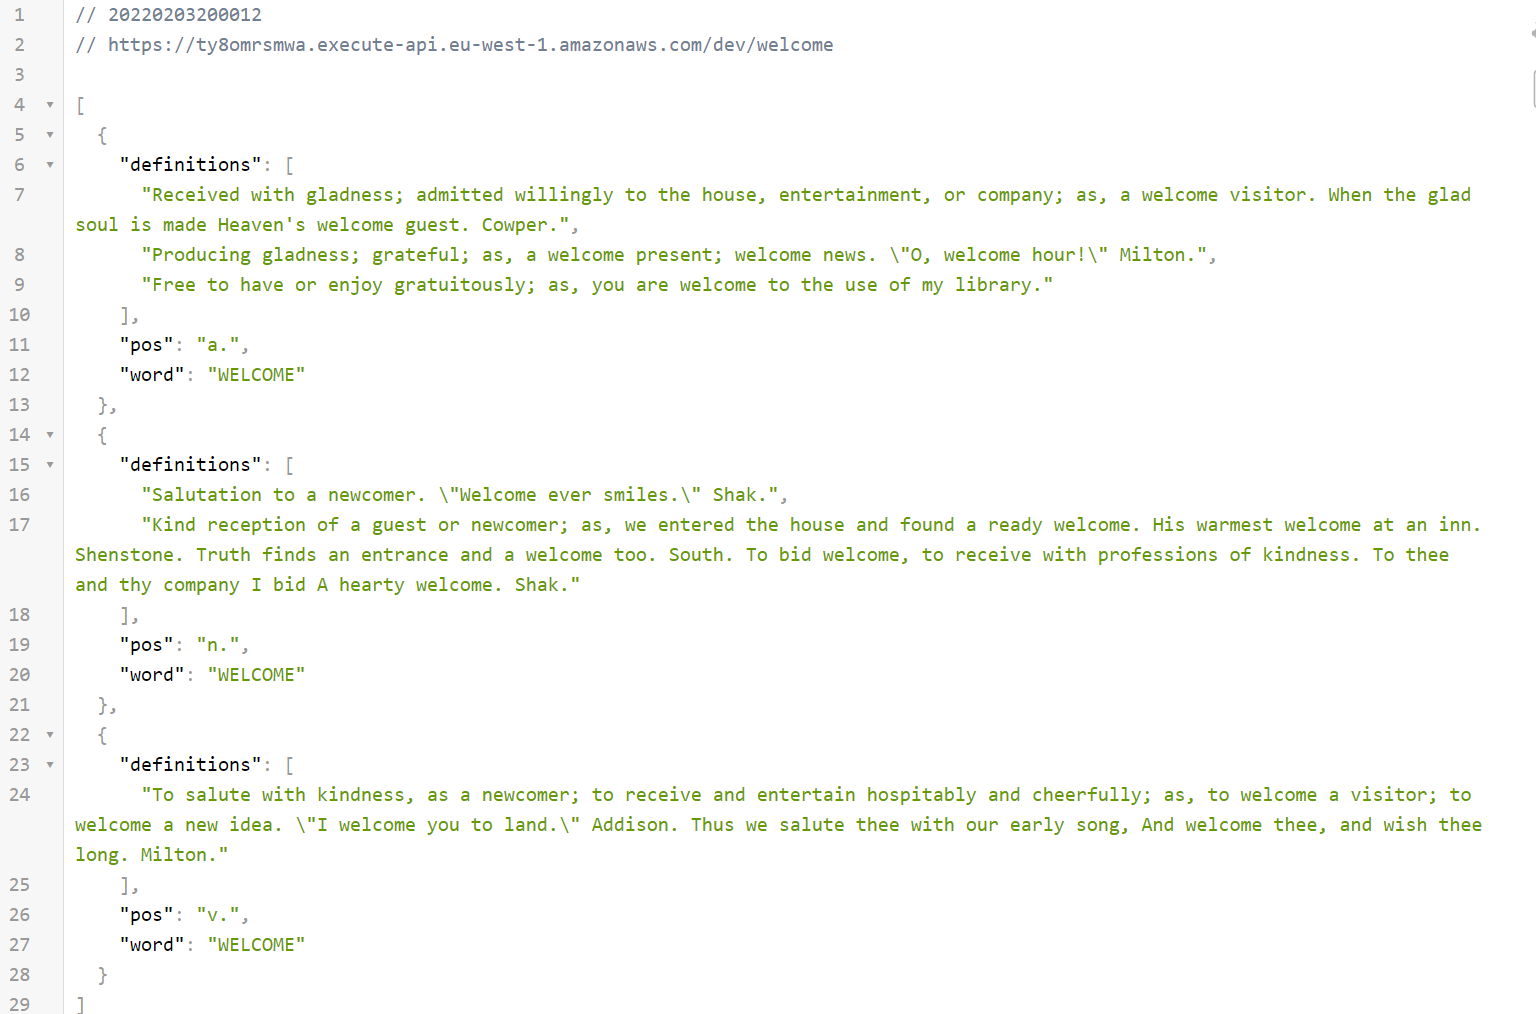 1 // 20220203200012
2 // https://ty8omrsmwa.execute-api.eu-west-1.amazonaws.com/dev/welcome
3
4 [
5 {
6 "definitions": [
7 "Received with gladness; admitted willingly to the house, entertainment, or company; as, a welcome visitor. When the glad
soul is made Heaven's welcome guest. Cowper.",
8 "Producing gladness; grateful; as, a welcome present; welcome news. \"O, welcome hour!\" Milton.",
9 "Free to have or enjoy gratuitously; as, you are welcome to the use of my library."
10 ],
11 "pos": "a.",
12 "word": "WELCOME"
13 },
14 {
15 "definitions": [
16 "Salutation to a newcomer. \"Welcome ever smiles.\" Shak.",
17 "Kind reception of a guest or newcomer; as, we entered the house and found a ready welcome. His warmest welcome at an inn.
Shenstone. Truth finds an entrance and a welcome too. South. To bid welcome, to receive with professions of kindness. To thee
and thy company I bid A hearty welcome. Shak."
18 ],
19 "pos": "n.",
20 "word": "WELCOME"
21 },
22 {
23 "definitions": [
24 "To salute with kindness, as a newcomer; to receive and entertain hospitably and cheerfully; as, to welcome a visitor; to
welcome a new idea. \"I welcome you to land.\" Addison. Thus we salute thee with our early song, And welcome thee, and wish thee
long. Milton."
25 ],
26 "pos": "v.",
27 "word": "WELCOME"
28 }
29 ]